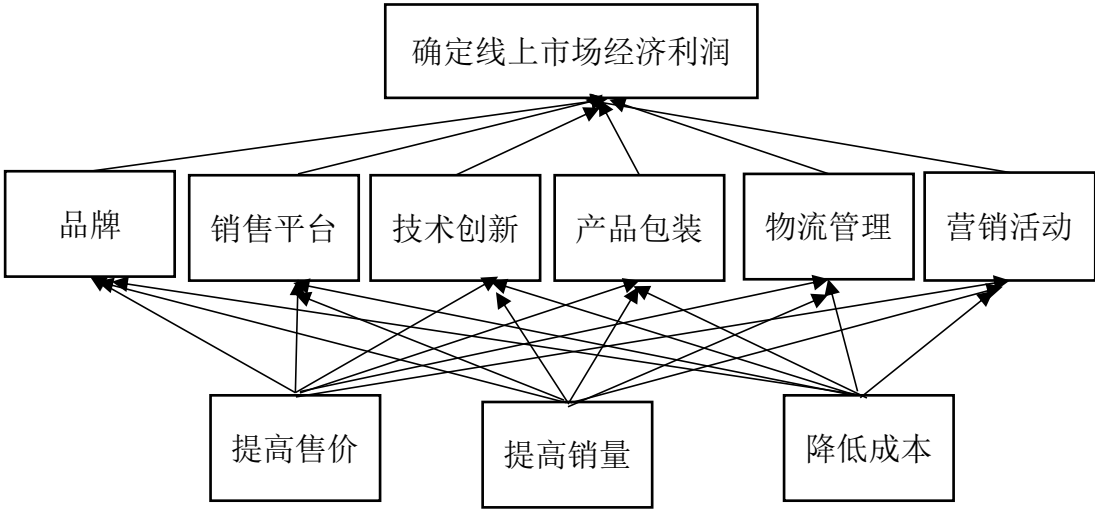 确定线上市场经济利润
品牌
销售平台
技术创新
产品包装
物流管理
营销活动
提高售价
提高销量
降低成本